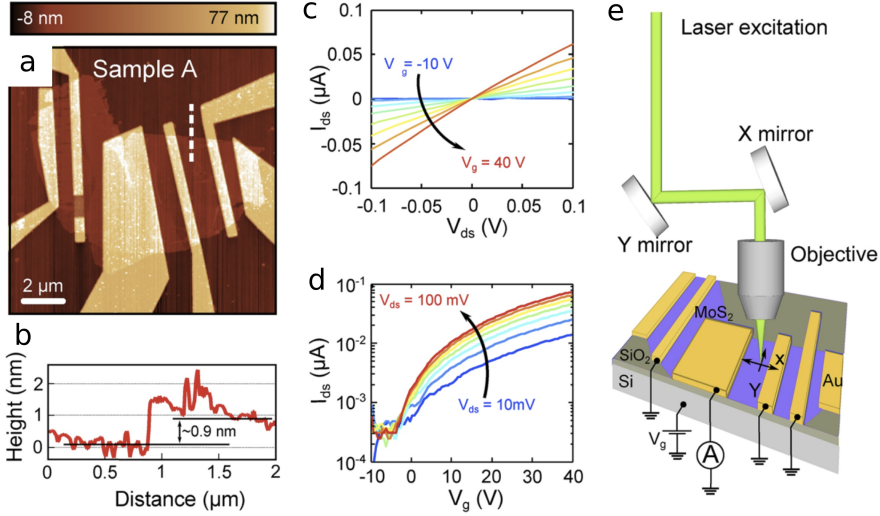 -8 nm 77 nm
a
Sample A
2 µm
b
Height (nm)
2
1
0
~0.9 nm
0 0.5 1.0 1.5 2
Distance (µm)
c
0.1
0.05
0
-0.05
-0.1
I_ds (µA)
V_g = -10 V
V_g = 40 V
-0.1 -0.05 0 0.05 0.1
V_ds (V)
d
10^-1
10^-2
10^-3
10^-4
I_ds (µA)
V_ds = 100 mV
V_ds = 10mV
-10 0 10 20 30 40
V_g (V)
e
Laser excitation
X mirror
Y mirror
Objective
MoS_2
SiO_2
Si
X
Y
Au
V_g
A